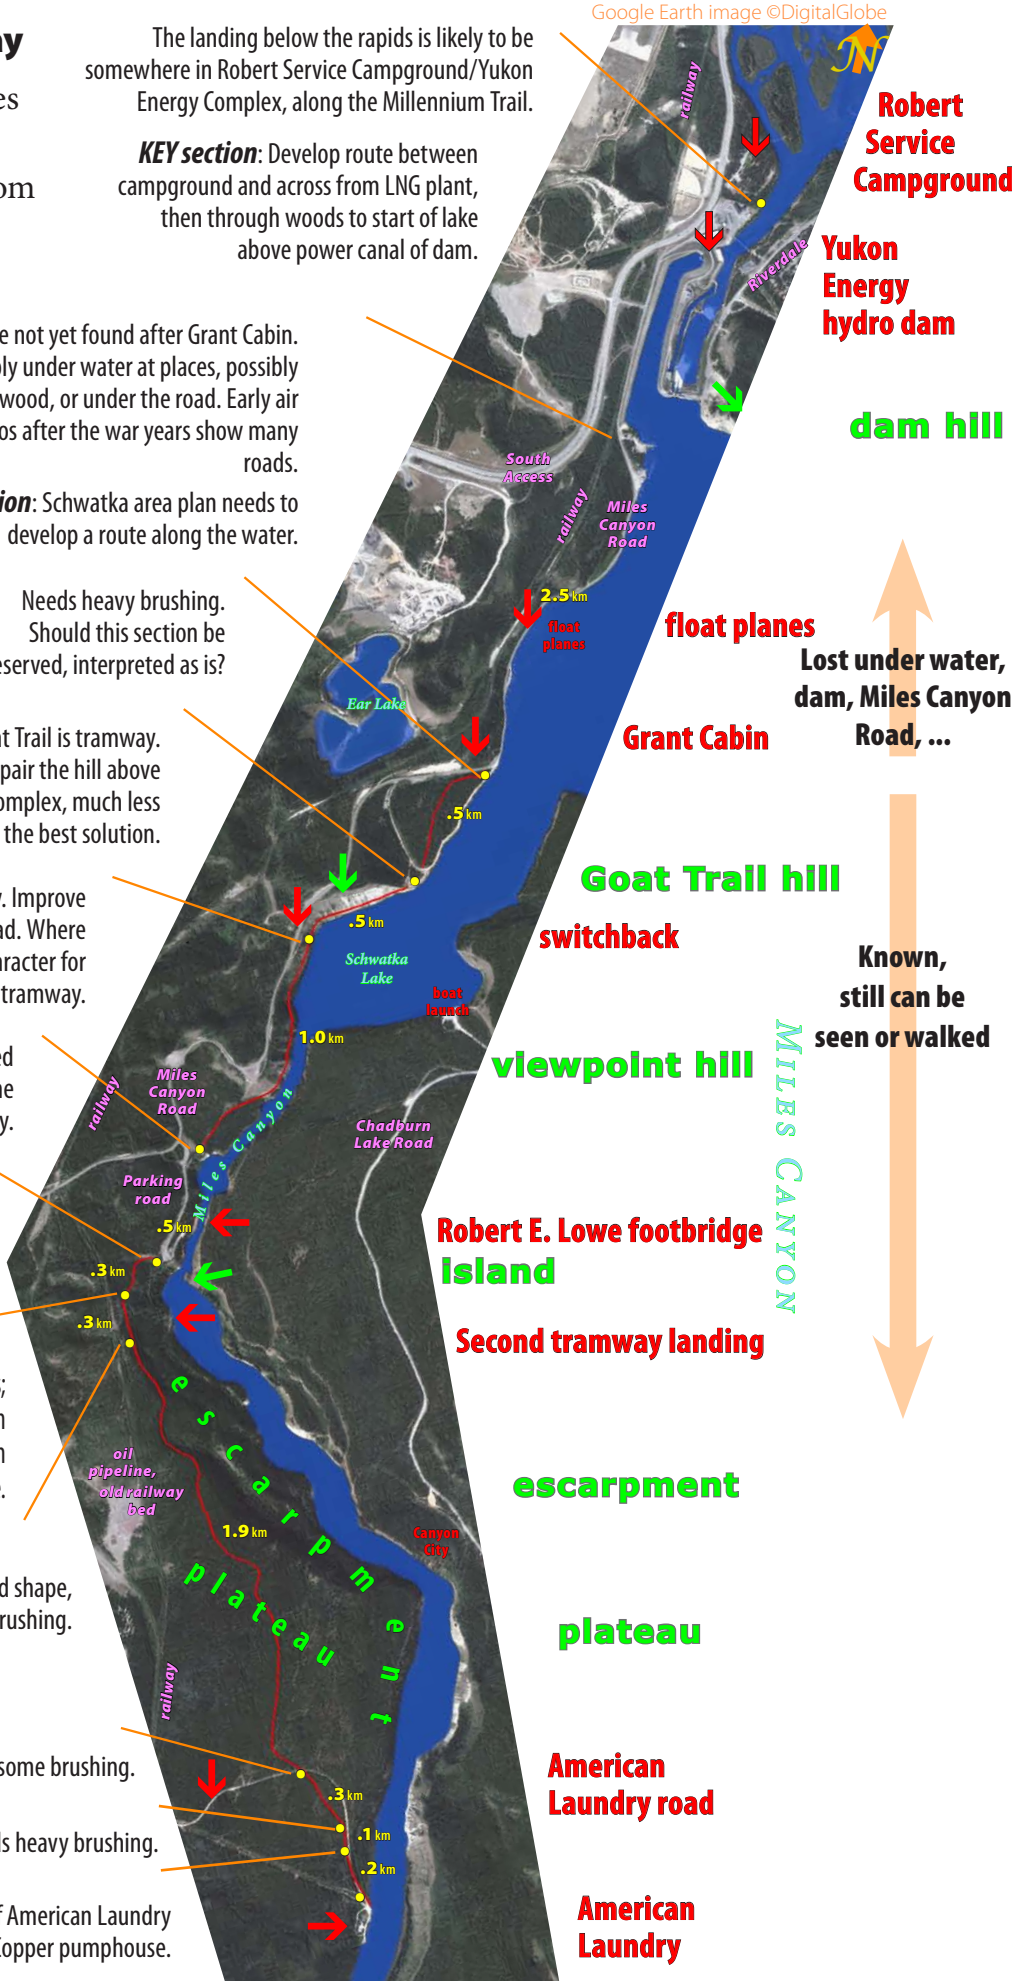 Google Earth image ©DigitalGlobe
The landing below the rapids is likely to be
somewhere in Robert Service Campground/Yukon
Energy Complex, along the Millennium Trail.
KEY section: Develop route between
campground and across from LNG plant,
then through woods to start of lake
above power canal of dam.
not yet found after Grant Cabin.
under water at places, possibly
wood, or under the road. Early air
after the war years show many
roads.
Schwatka area plan needs to
develop a route along the water.
Needs heavy brushing.
Should this section be
interpreted as is?
Trail is tramway.
the hill above
much less
the best solution.
Improve
Where
for
tramway.
shape,
some brushing.
heavy brushing.
American Laundry
Copper pumphouse.
N
railway
Robert
Service
Campground
Riverdale
Yukon
Energy
hydro dam
dam hill
South
Access
railway
Miles
Canyon
Road
2.5 km
float
planes
float planes
Lost under water,
dam, Miles Canyon
Road, ...
Ear Lake
Grant Cabin
.5 km
Goat Trail hill
.5 km
switchback
Schwatka
Lake
boat
launch
Known,
still can be
seen or walked
1.0 km
viewpoint hill
Miles Canyon
railway
Miles
Canyon
Road
Miles Canyon
Chadburn
Lake Road
Parking
road
.5 km
Robert E. Lowe footbridge
island
.3 km
.3 km
Second tramway landing
escarpment
oil
pipeline,
old railway
bed
escarpment
1.9 km
Canyon
City
plateau
plateau
railway
American
Laundry road
.3 km
.1 km
.2 km
American
Laundry